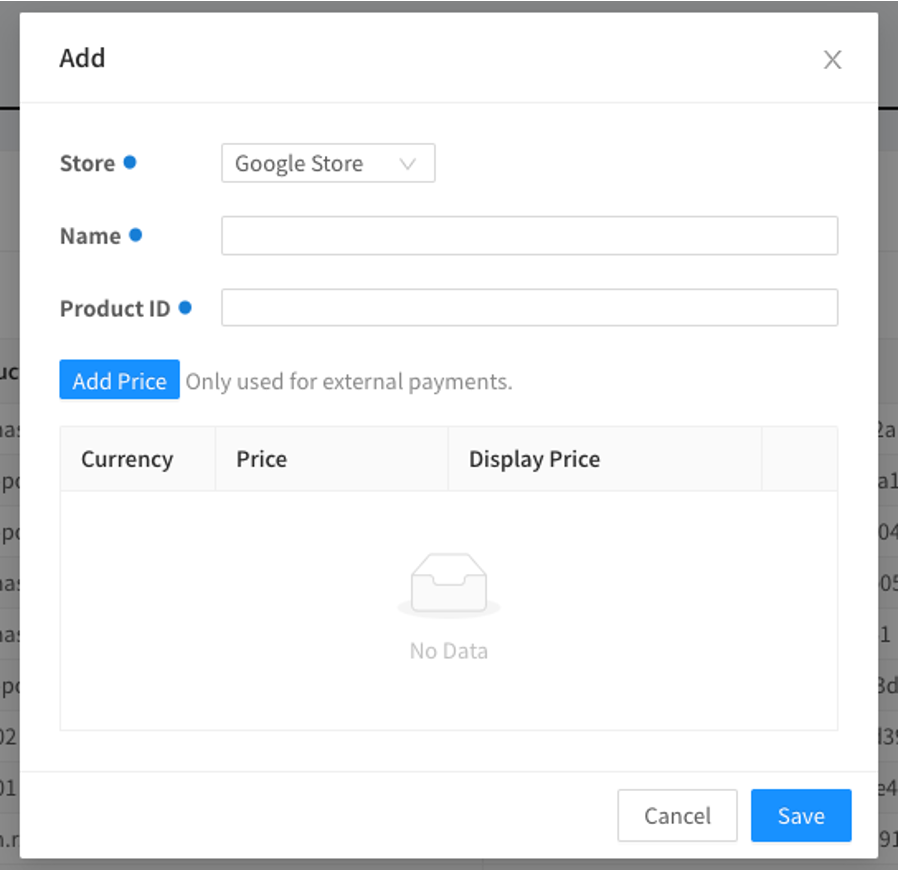 Add
Store
Google Store
Name
Product ID
Add Price Only used for external payments.
Currency Price Display Price
No Data
Cancel Save